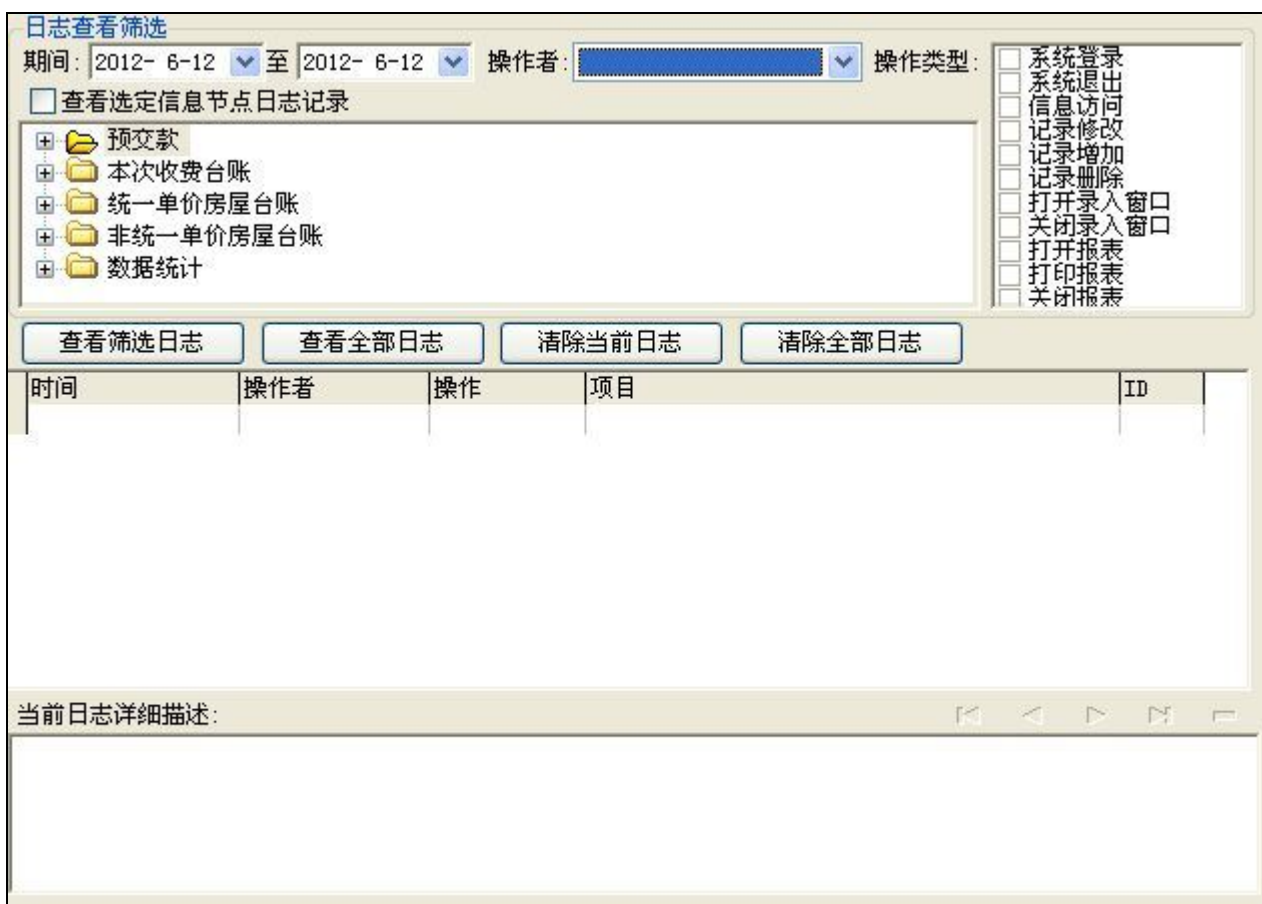 日志查看筛选
期间: 2012- 6-12 至 2012- 6-12 操作者: 操作类型:
查看选定信息节点日志记录
预交款
本次收费台账
统一单价房屋台账
非统一单价房屋台账
数据统计
系统登录
系统退出
信息访问
记录修改
记录增加
记录删除
打开录入窗口
关闭录入窗口
打开报表
打印报表
关闭报表
查看筛选日志 查看全部日志 清除当前日志 清除全部日志
时间 操作者 操作 项目 ID
当前日志详细描述: